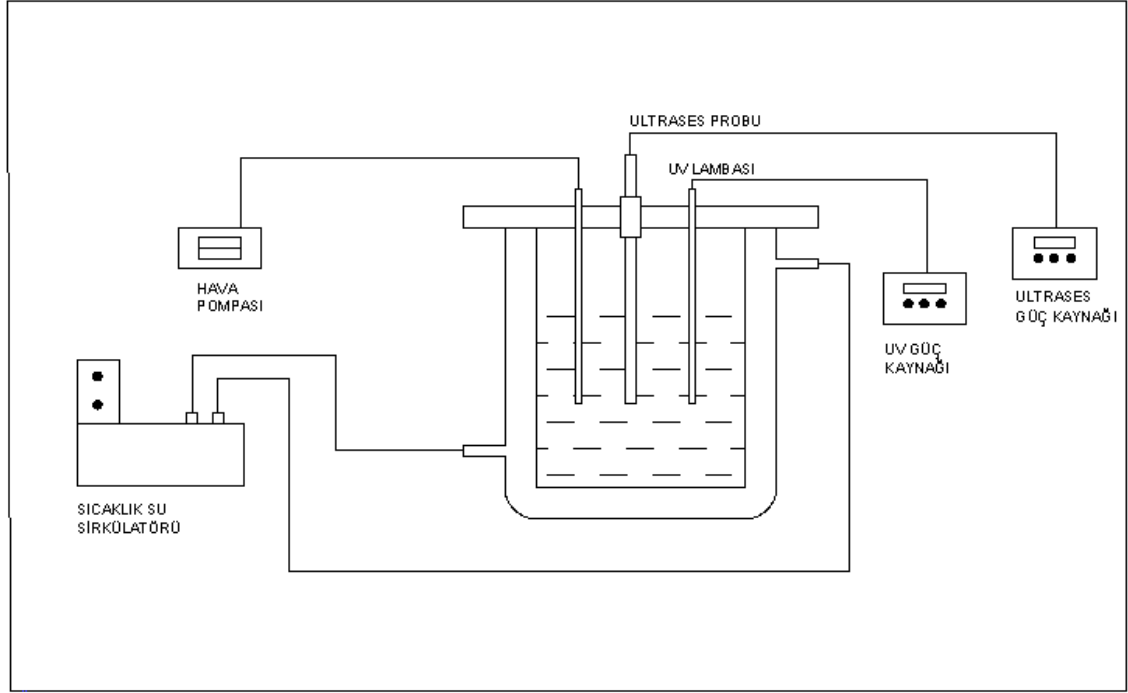 ULTRASES PROBU
UV LAMBASI
HAVA
POMPASI
ULTRASES
GÜÇ KAYNAĞI
UV GÜÇ
KAYNAĞI
SICAKLIK SU
SİRKÜLATÖRÜ